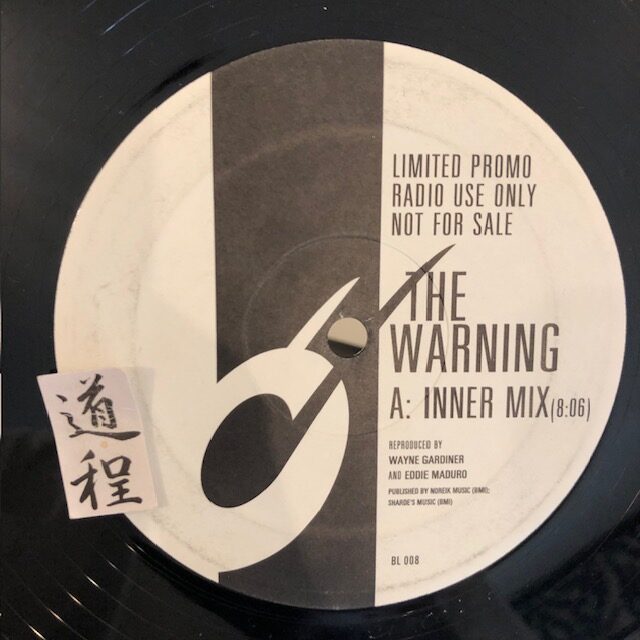 LIMITED PROMO
RADIO USE ONLY
NOT FOR SALE
THE
WARNING
A: INNER MIX (8:06)
REPRODUCEID BY
WAYNE GARDINER
AND EDDIE MADURO
PUBLISHED BY NOREIK MUSIC (BMI);
SHARDE'S MUSIC (BMI)
BL 008
道
程